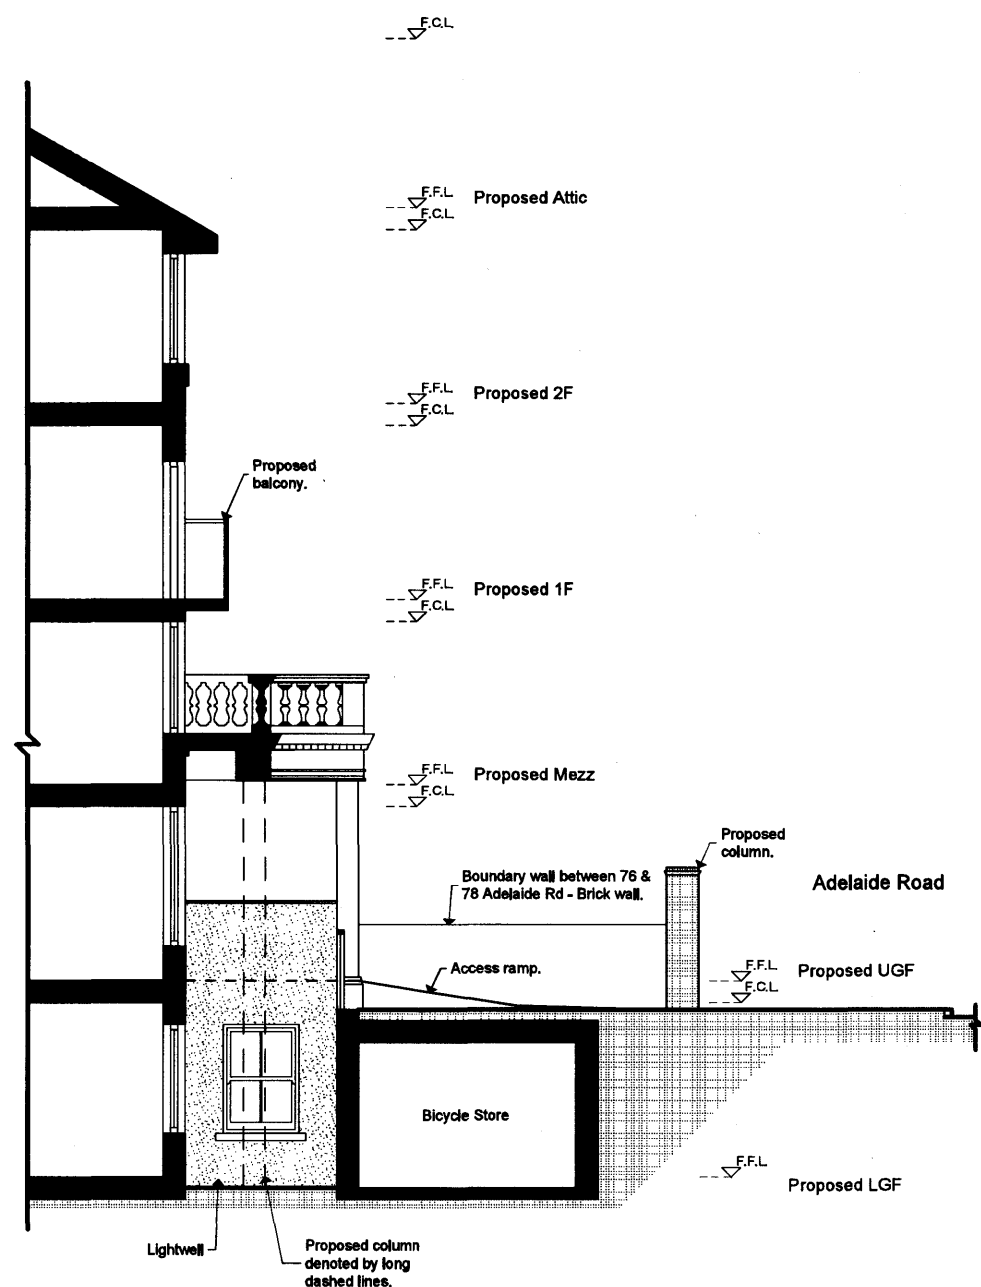 F.C.L
F.F.L
Proposed Attic
F.C.L
F.F.L
Proposed 2F
F.C.L
Proposed
balcony.
F.F.L
Proposed 1F
F.C.L
F.F.L
Proposed Mezz
F.C.L
Proposed
column.
Boundary wall between 76 &
78 Adelaide Rd - Brick wall.
Adelaide Road
Access ramp.
F.F.L
Proposed UGF
F.C.L
Bicycle Store
F.F.L
Proposed LGF
Lightwell
Proposed column
denoted by long
dashed lines.